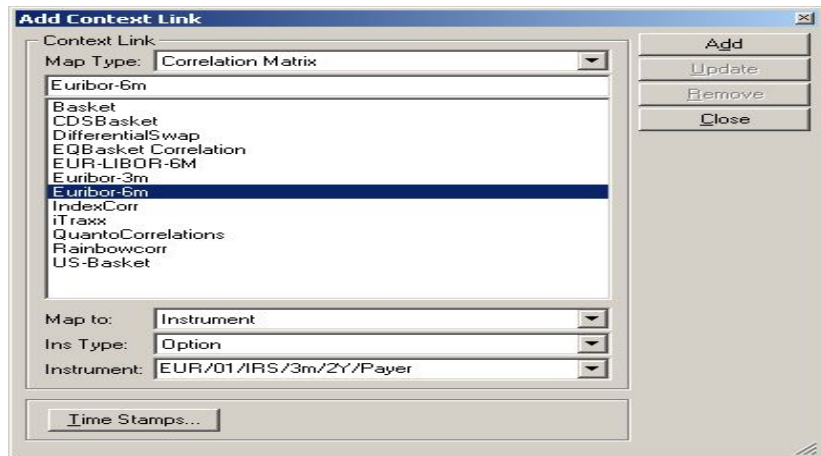 Add Context Link
Context Link
Map Type: Correlation Matrix
Euribor-6m
Basket
CDSBasket
DifferentialSwap
EQBasket Correlation
EUR-LIBOR-6M
Euribor-3m
Euribor-6m
IndexCorr
iTraxx
QuantoCorrelations
Rainbowcorr
US-Basket
Map to: Instrument
Ins Type: Option
Instrument: EUR/01/IRS/3m/2Y/Payer
Time Stamps...
Add
Update
Remove
Close